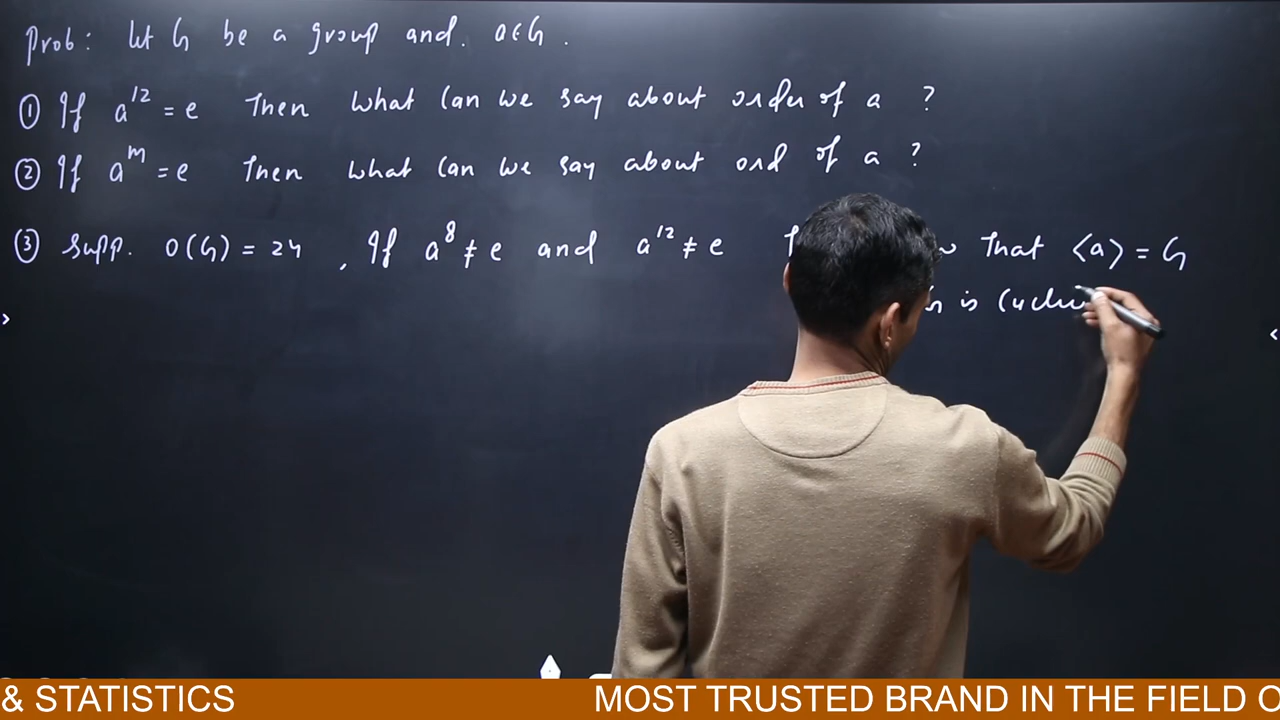 Prob: Let G be a group and. a∈G.
① If a¹² = e Then What Can we say about order of a ?
② If aᵐ = e Then what can we say about ord of a ?
③ Supp. O(G) = 24, If a⁸ ≠ e and a¹² ≠ e That <a> = G
is
& STATISTICS MOST TRUSTED BRAND IN THE FIELD